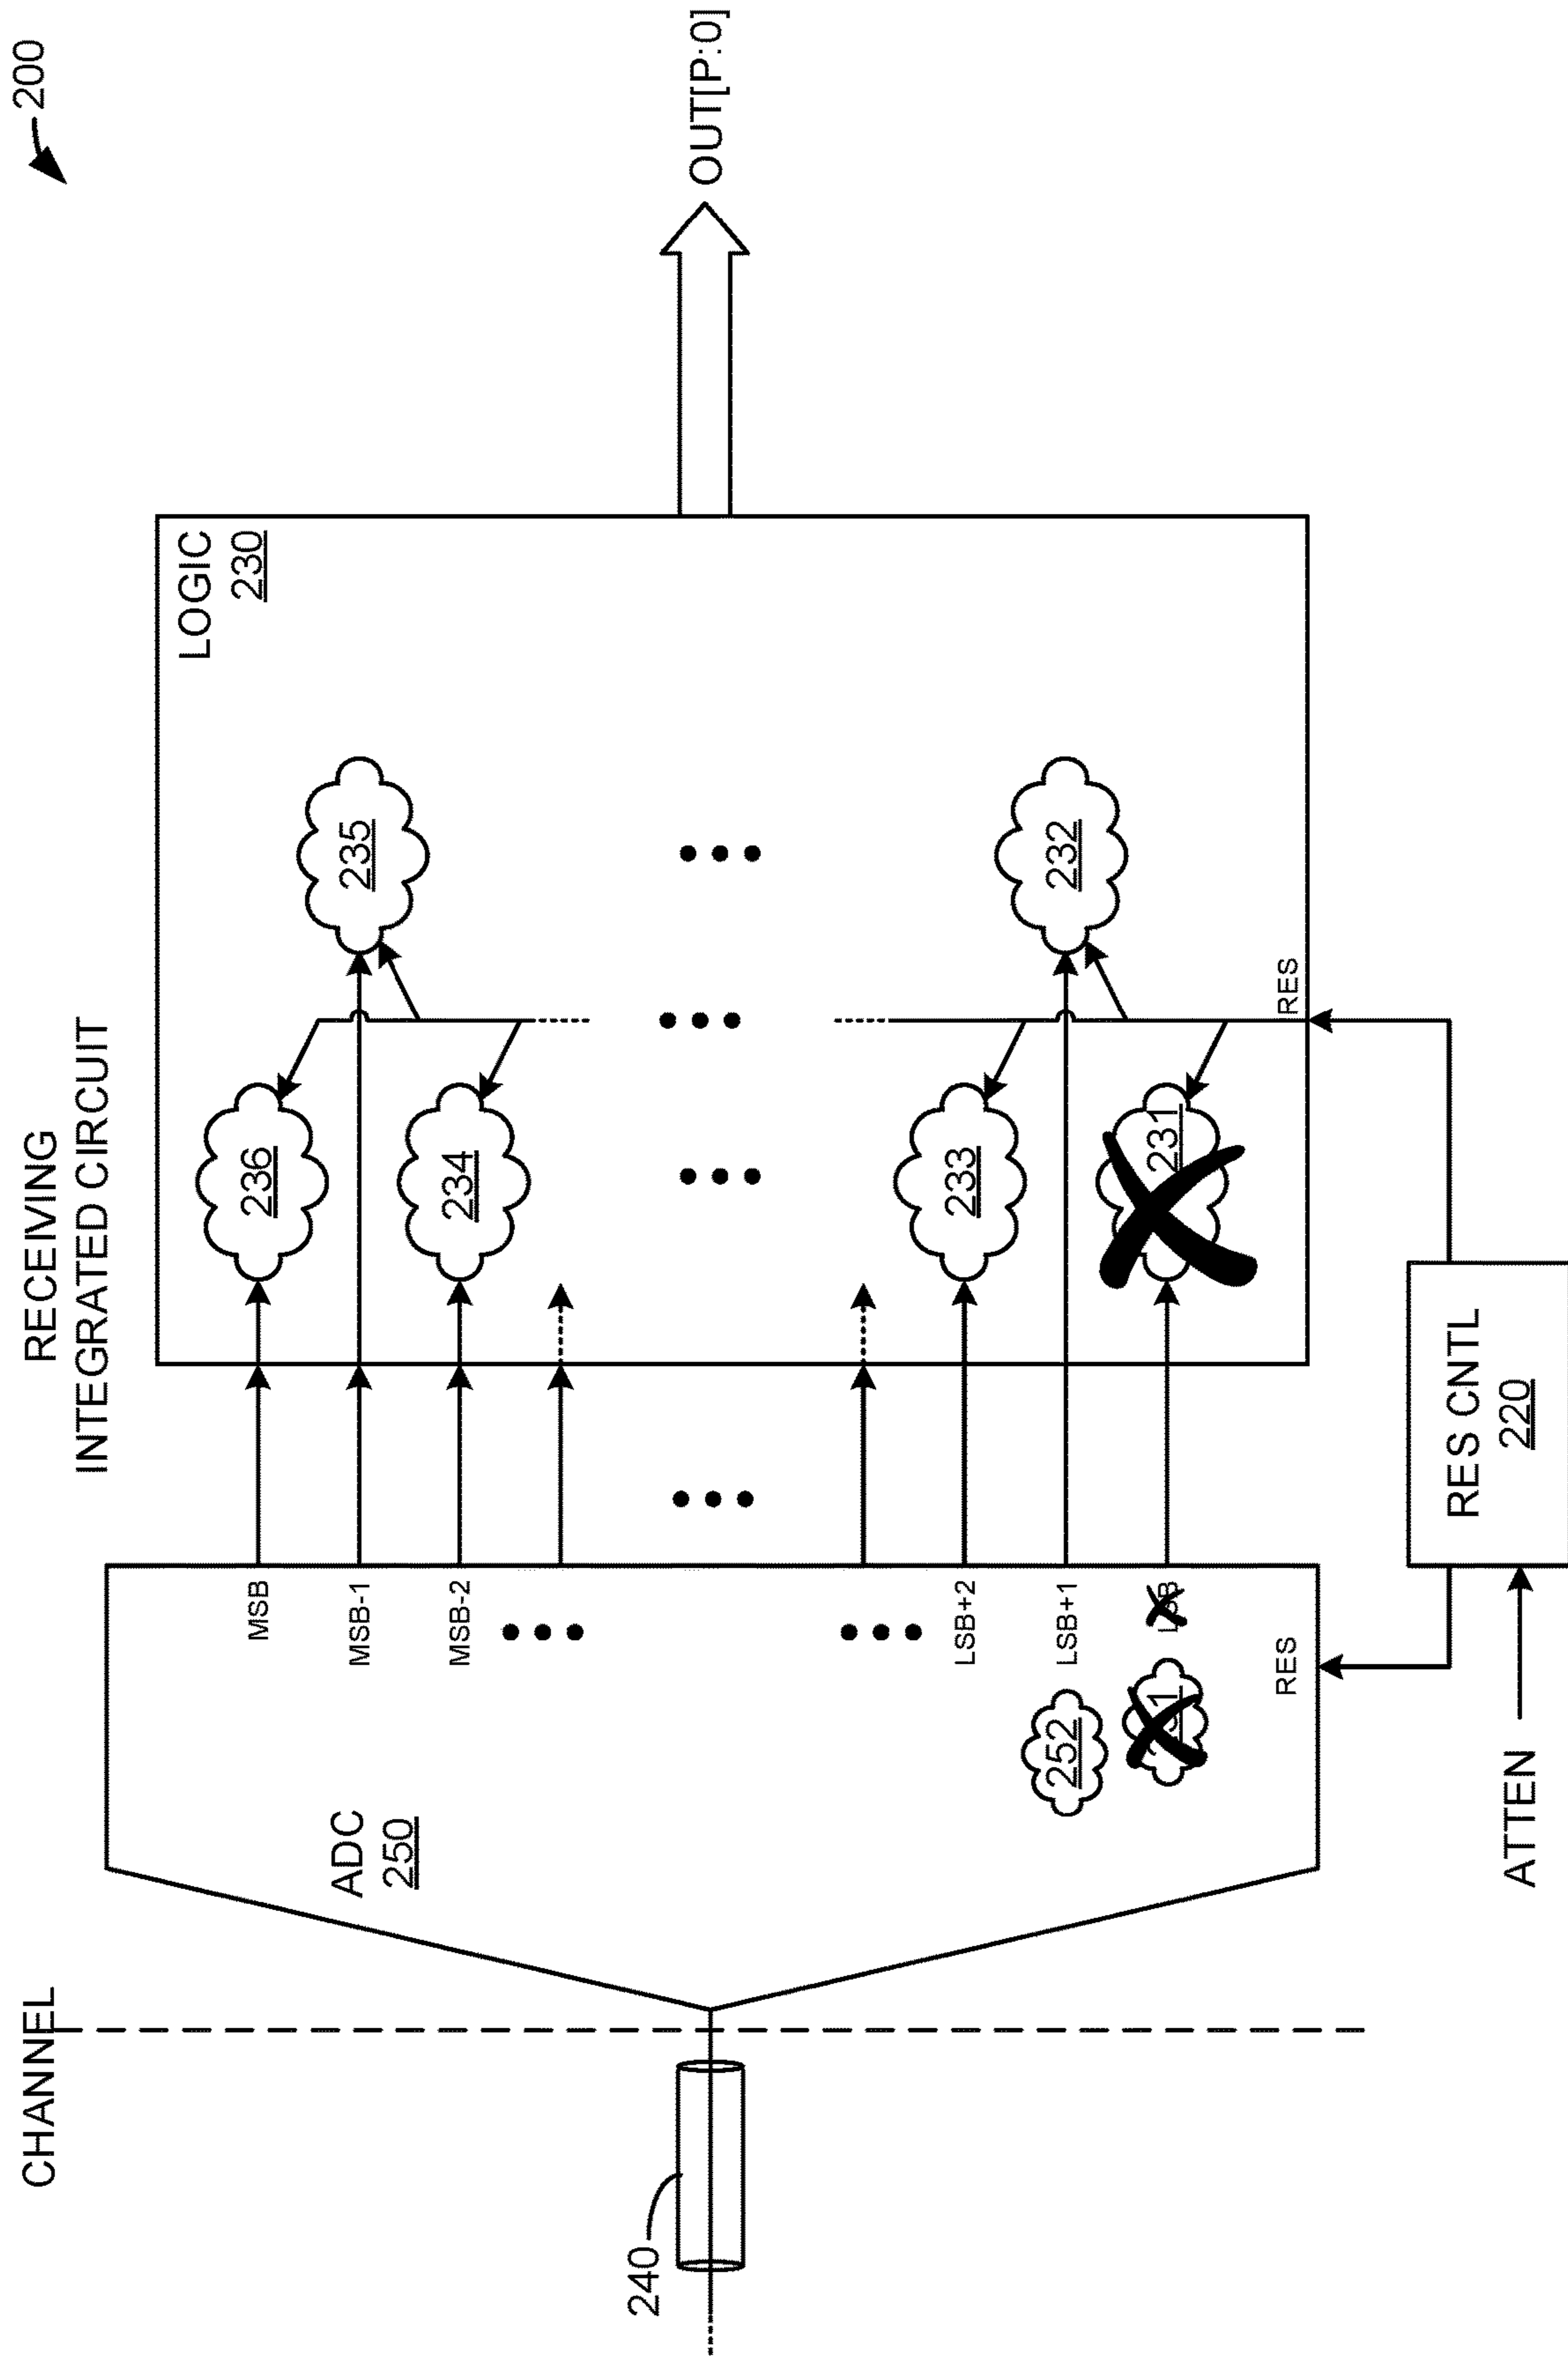 200
CHANNEL
RECEIVING
INTEGRATED CIRCUIT
ADC
250
MSB
MSB-1
MSB-2
LSB+2
LSB+1
LSB
252
RES
LOGIC
230
236
235
234
233
232
231
RES
OUT[P:0]
240
ATTEN
RES CNTL
220